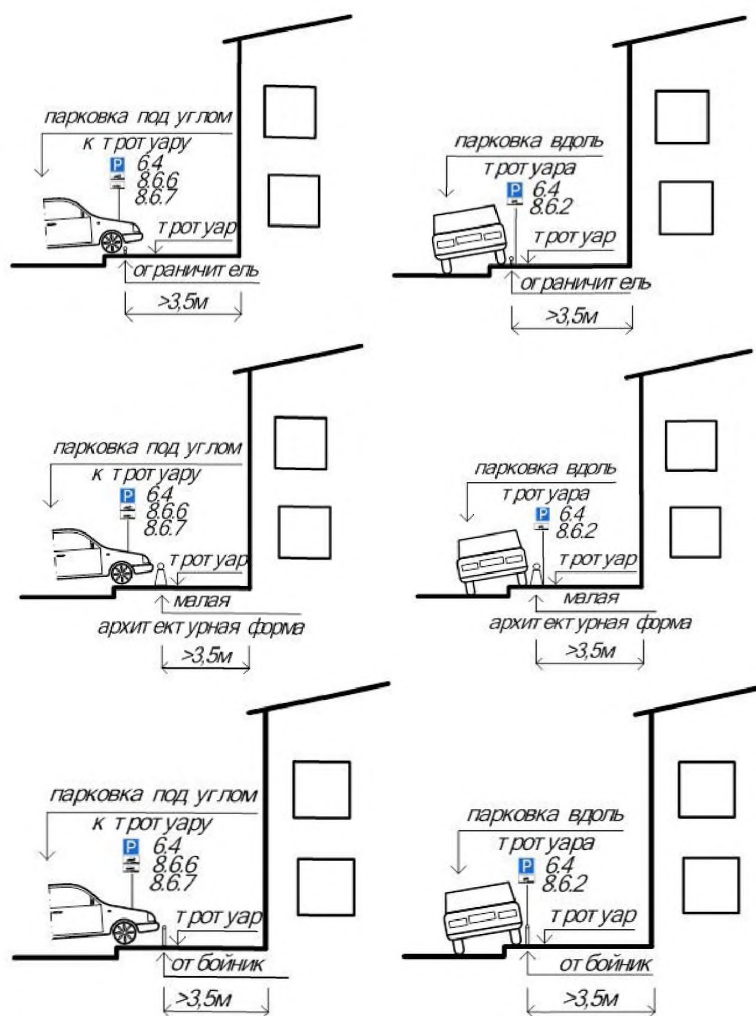 парковка под углом
к тротуару
P 6.4
8.6.6
8.6.7
тротуар
ограничитель
>3,5м
парковка вдоль
тротуара
P 6.4
8.6.2
тротуар
ограничитель
>3,5м
парковка под углом
к тротуару
P 6.4
8.6.6
8.6.7
тротуар
малая
архитектурная форма
>3,5м
парковка вдоль
тротуара
P 6.4
8.6.2
тротуар
малая
архитектурная форма
>3,5м
парковка под углом
к тротуару
P 6.4
8.6.6
8.6.7
тротуар
отбойник
>3,5м
парковка вдоль
тротуара
P 6.4
8.6.2
тротуар
отбойник
>3,5м